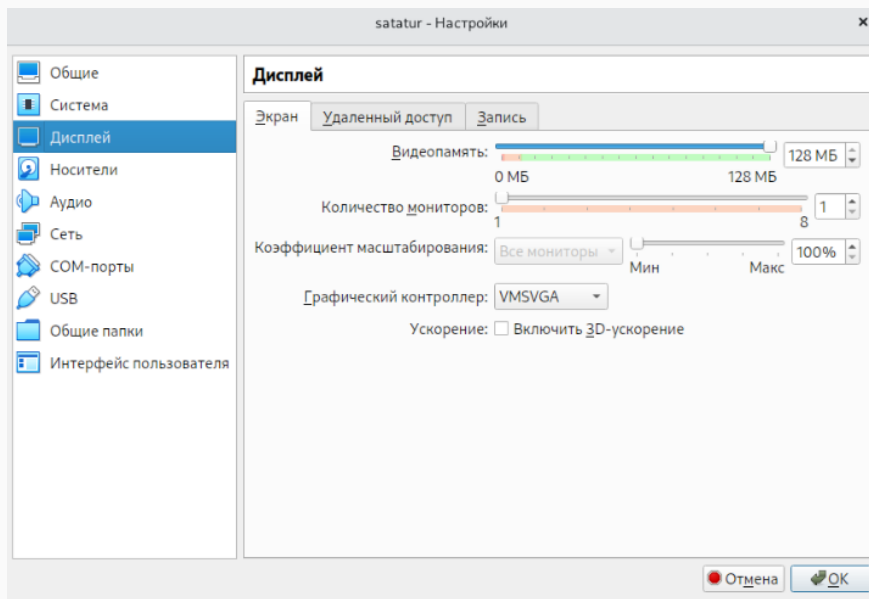 satatur - Настройки
Общие
Система
Дисплей
Носители
Аудио
Сеть
COM-порты
USB
Общие папки
Интерфейс пользователя
Дисплей
Экран Удаленный доступ Запись
Видеопамять: 128 МБ
0 МБ 128 МБ
Количество мониторов: 1
1 8
Коэффициент масштабирования: Все мониторы 100%
Мин Макс
Графический контроллер: VMSVGA
Ускорение: Включить 3D-ускорение
Отмена OK